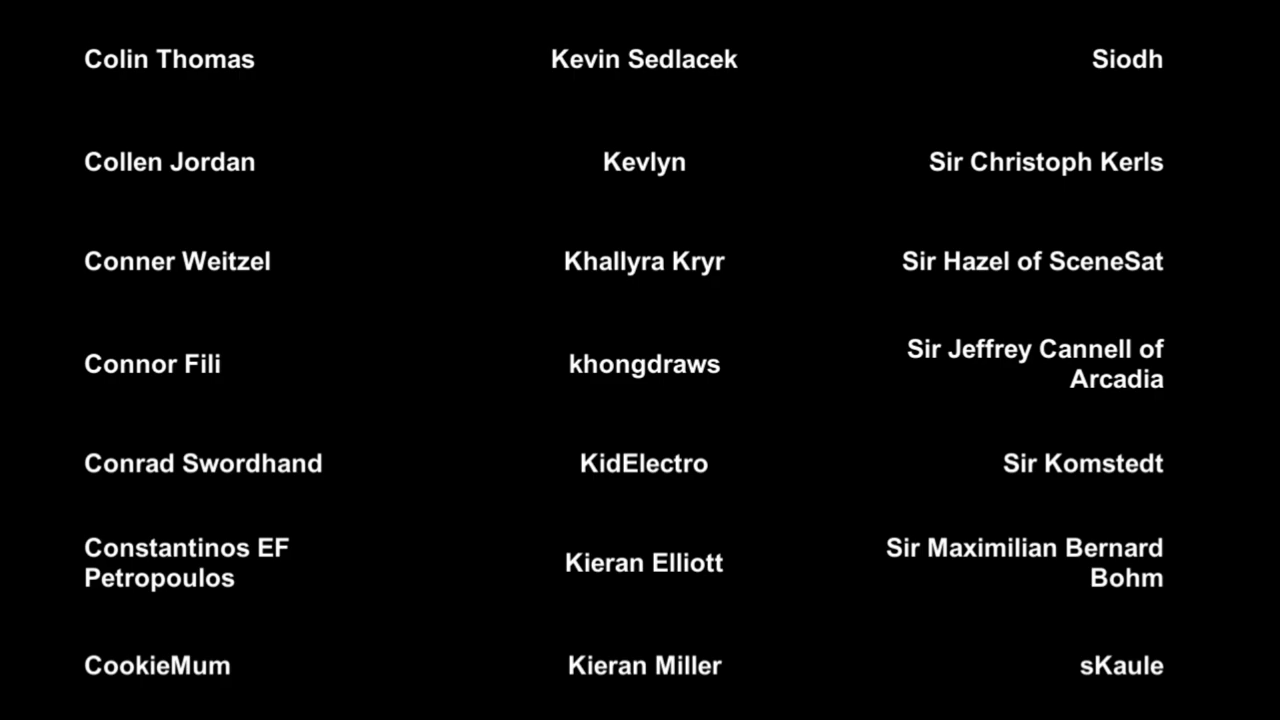 Colin Thomas
Kevin Sedlacek
Siodh
Collen Jordan
Kevlyn
Sir Christoph Kerls
Conner Weitzel
Khallyra Kryr
Sir Hazel of SceneSat
Connor Fili
khongdraws
Sir Jeffrey Cannell of
Arcadia
Conrad Swordhand
KidElectro
Sir Komstedt
Constantinos EF
Petropoulos
Kieran Elliott
Sir Maximilian Bernard
Bohm
CookieMum
Kieran Miller
sKaule